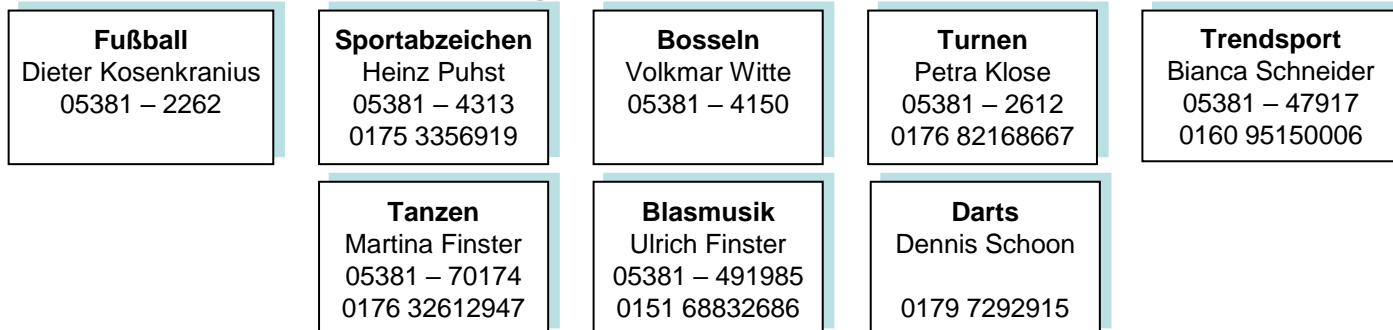 Fußball
Dieter Kosenkranius
05381 – 2262
Sportabzeichen
Heinz Puhst
05381 – 4313
0175 3356919
Bosseln
Volkmar Witte
05381 – 4150
Turnen
Petra Klose
05381 – 2612
0176 82168667
Trendsport
Bianca Schneider
05381 – 47917
0160 95150006
Tanzen
Martina Finster
05381 – 70174
0176 32612947
Blasmusik
Ulrich Finster
05381 – 491985
0151 68832686
Darts
Dennis Schoon
0179 7292915